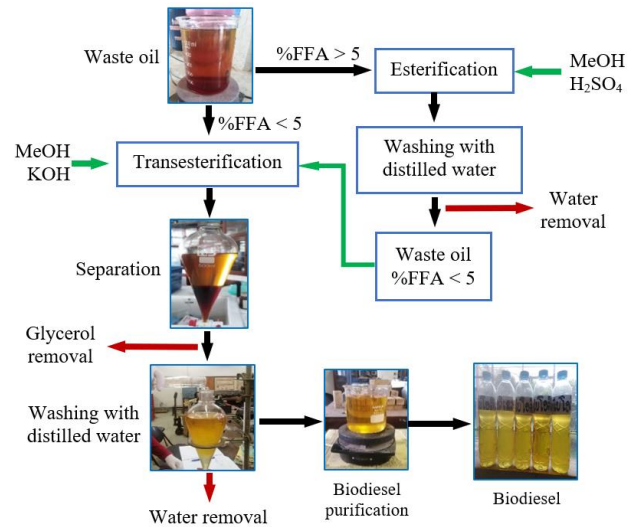 Waste oil
%FFA > 5
Esterification
MeOH
H₂SO₄
%FFA < 5
MeOH
KOH
Transesterification
Washing with
distilled water
Water
removal
Separation
Waste oil
%FFA < 5
Glycerol
removal
Washing with
distilled water
Biodiesel
purification
Biodiesel
Water removal